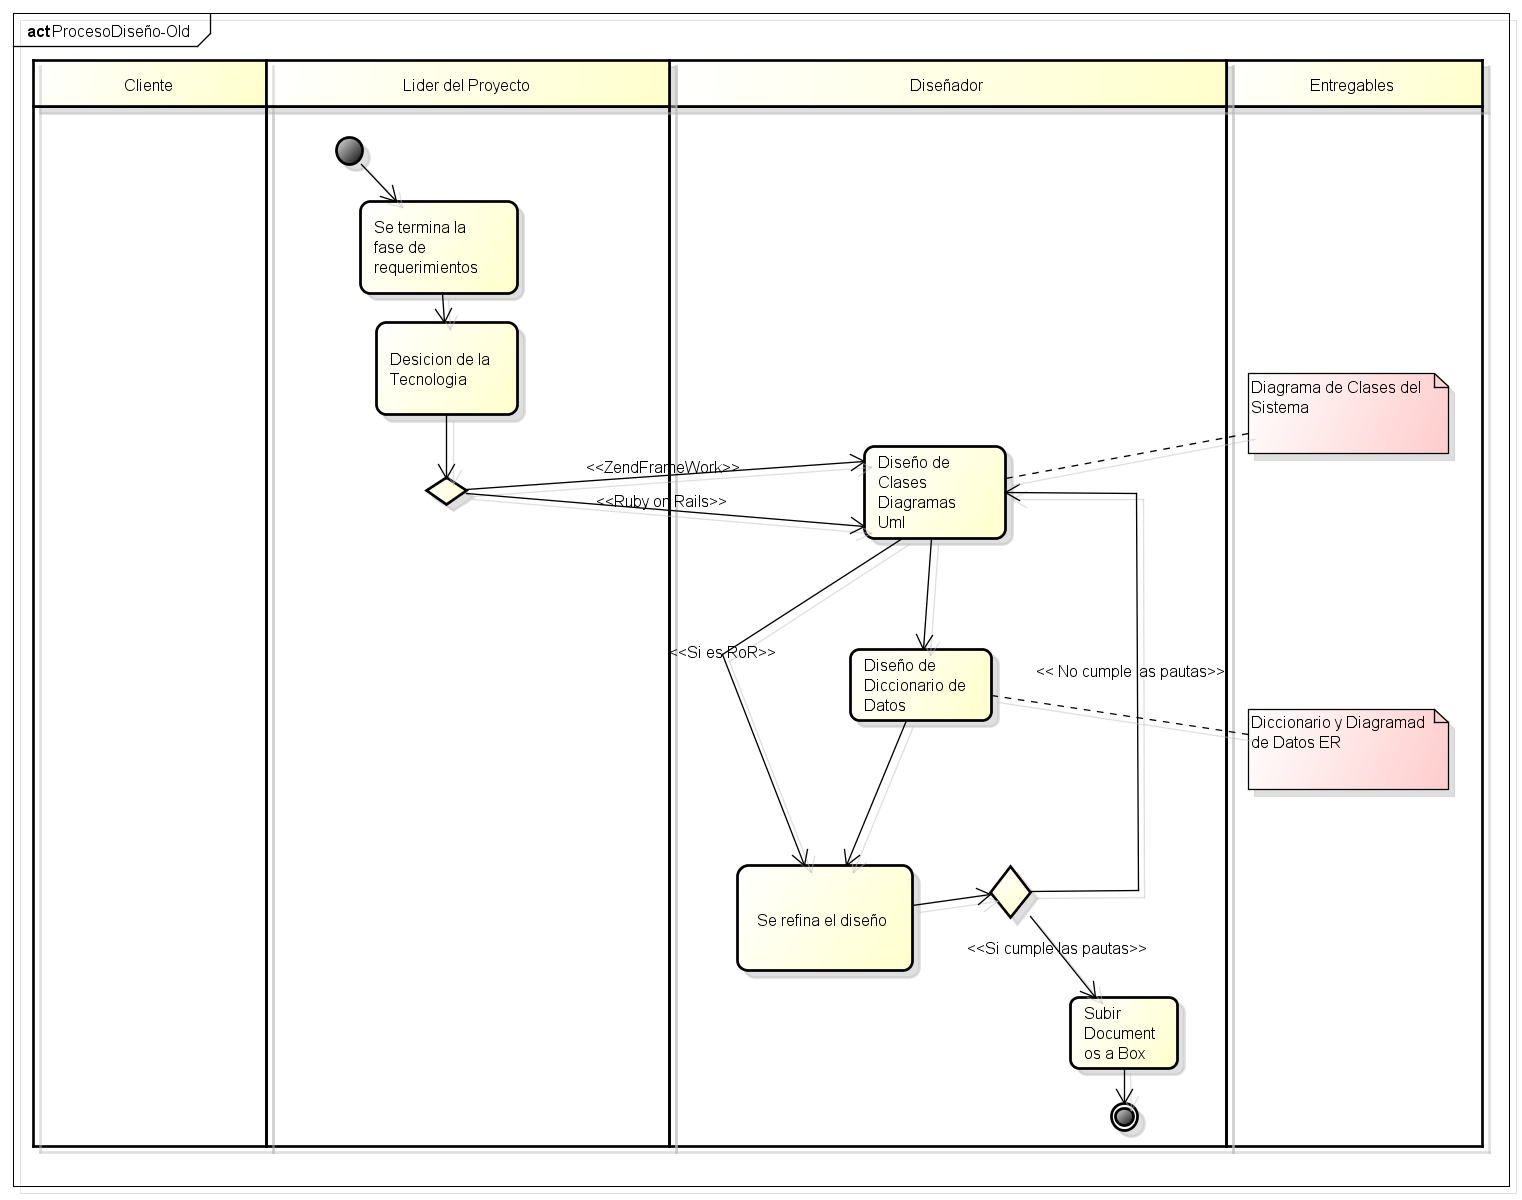 act ProcesoDiseño-Old
Cliente
Lider del Proyecto
Diseñador
Entregables
Se termina la
fase de
requerimientos
Desicion de la
Tecnologia
Diagrama de Clases del
Sistema
<<ZendFrameWork>>
<<Ruby on Rails>>
Diseño de
Clases
Diagramas
Uml
<<Si es RoR>>
Diseño de
Diccionario de
Datos
<< No cumple las pautas>>
Diccionario y Diagramad
de Datos ER
Se refina el diseño
<<Si cumple las pautas>>
Subir
Document
os a Box